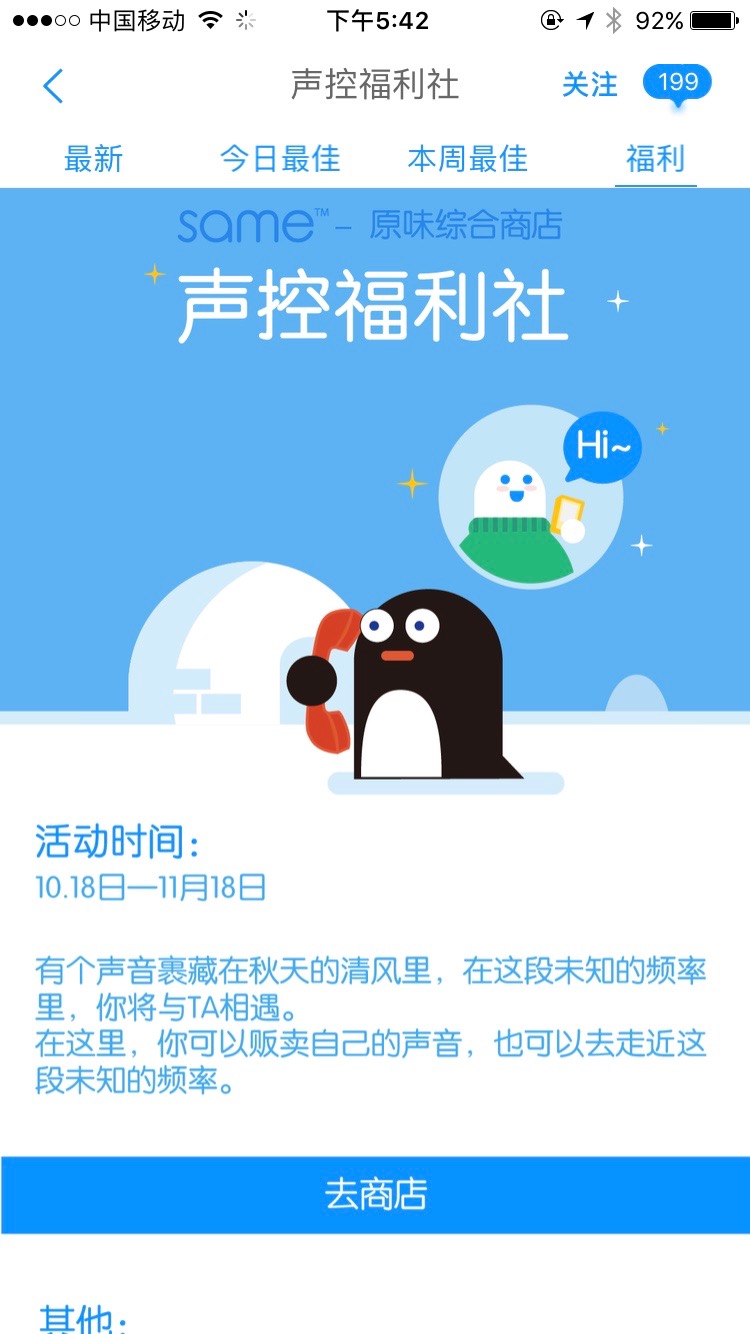 中国移动 下午5:42 92%
声控福利社 关注 199
最新 今日最佳 本周最佳 福利
same™ – 原味综合商店
声控福利社
Hi~
活动时间：
10.18日—11月18日
有个声音裹藏在秋天的清风里，在这段未知的频率
里，你将与TA相遇。
在这里，你可以贩卖自己的声音，也可以去走近这
段未知的频率。
去商店
其他：